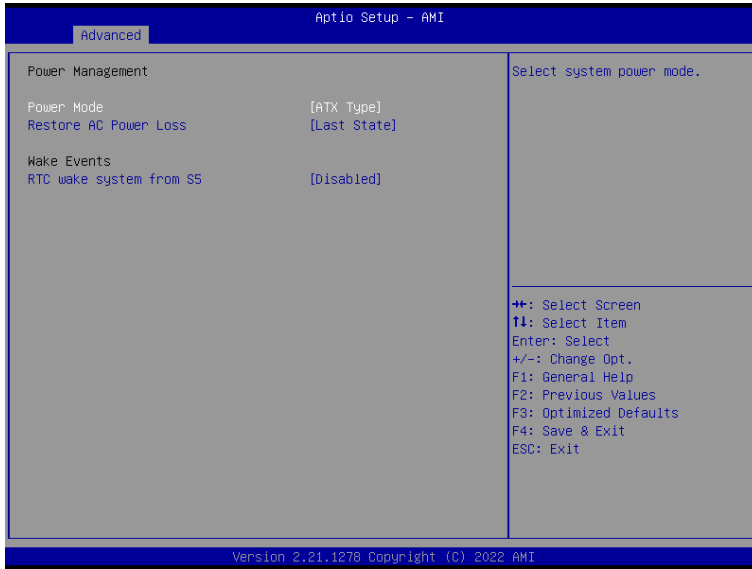 Aptio Setup – AMI
Advanced
Power Management
Select system power mode.
Power Mode [ATX Type]
Restore AC Power Loss [Last State]
Wake Events
RTC wake system from S5 [Disabled]
→←: Select Screen
↑↓: Select Item
Enter: Select
+/-: Change Opt.
F1: General Help
F2: Previous Values
F3: Optimized Defaults
F4: Save & Exit
ESC: Exit
Version 2.21.1278 Copyright (C) 2022 AMI